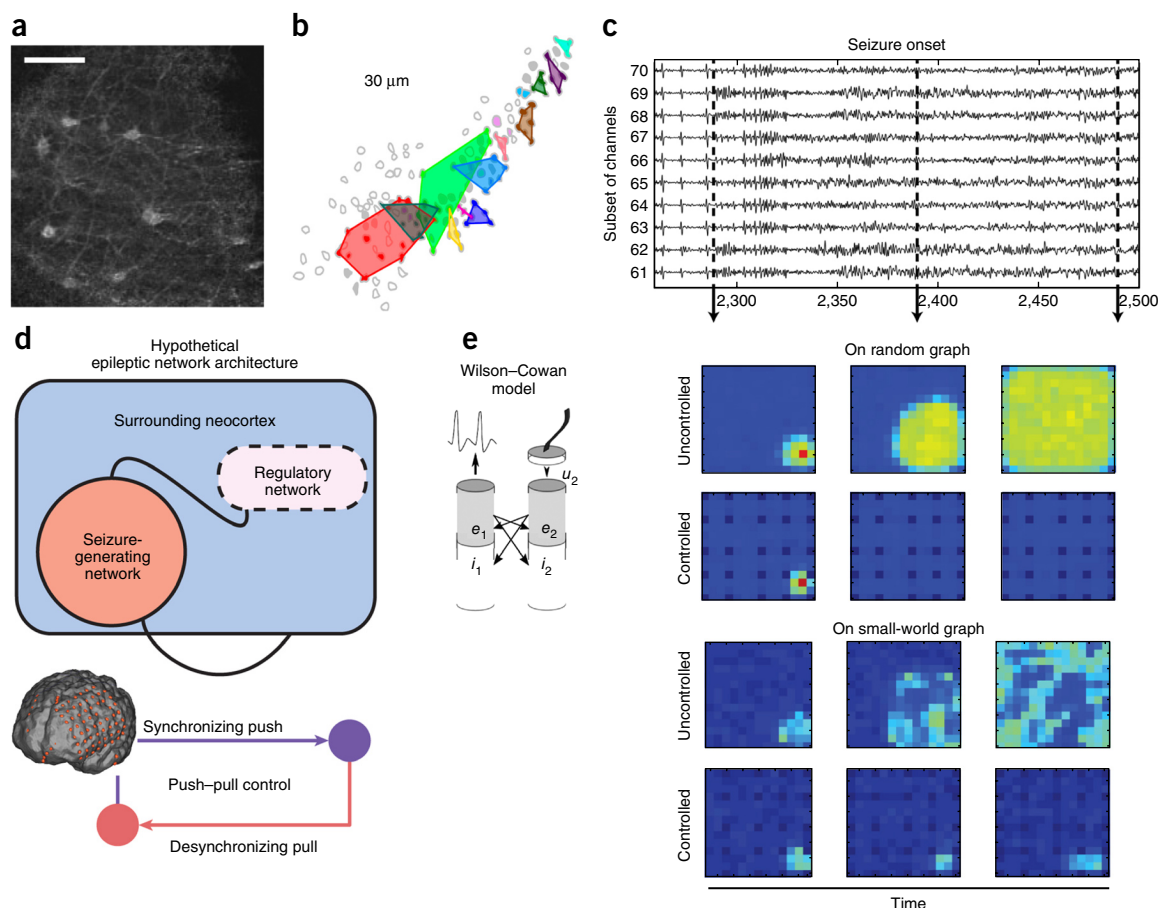 a
b
30 μm
c
Seizure onset
Subset of channels
70
69
68
67
66
65
64
63
62
61
2,300
2,350
2,400
2,450
2,500
d
Hypothetical
epileptic network architecture
Surrounding neocortex
Regulatory
network
Seizure-
generating
network
Synchronizing push
Push–pull control
Desynchronizing pull
e
Wilson–Cowan
model
u2
e1
e2
i1
i2
On random graph
Uncontrolled
Controlled
On small-world graph
Uncontrolled
Controlled
Time